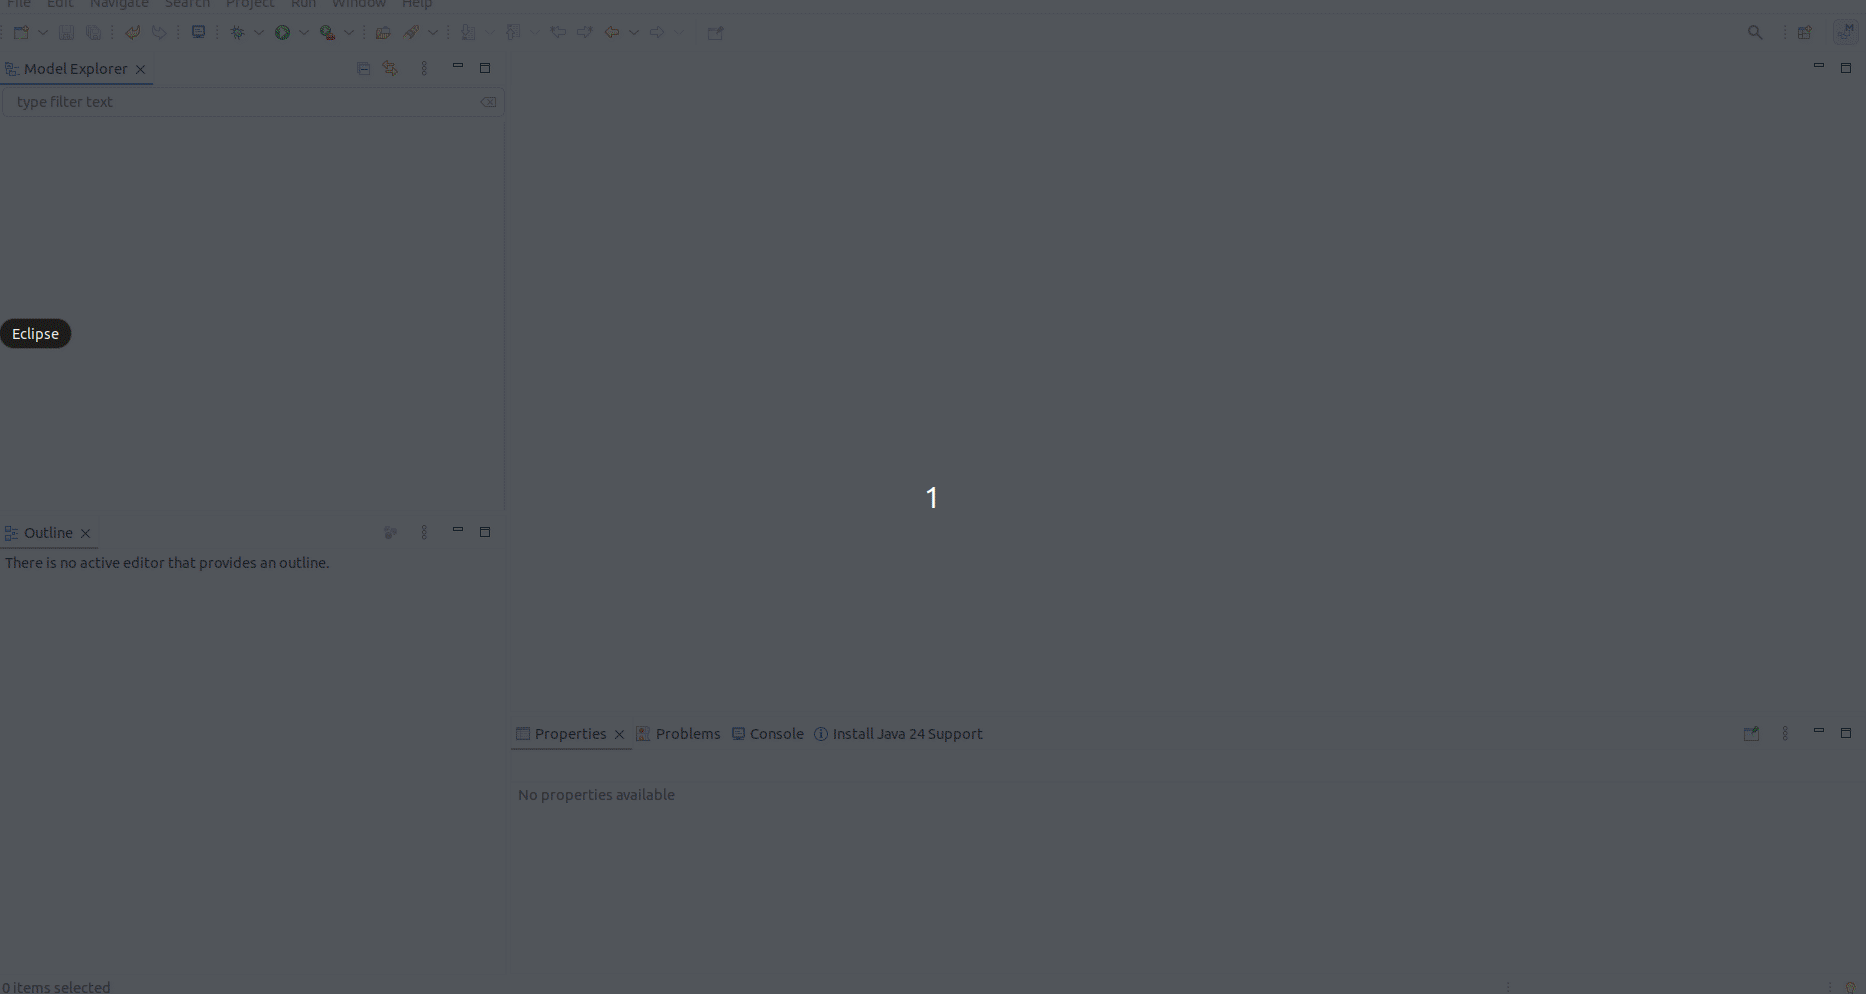 File Edit Navigate Search Project Run Window Help
Model Explorer
type filter text
Eclipse
1
Outline
There is no active editor that provides an outline.
Properties Problems Console Install Java 24 Support
No properties available
0 items selected